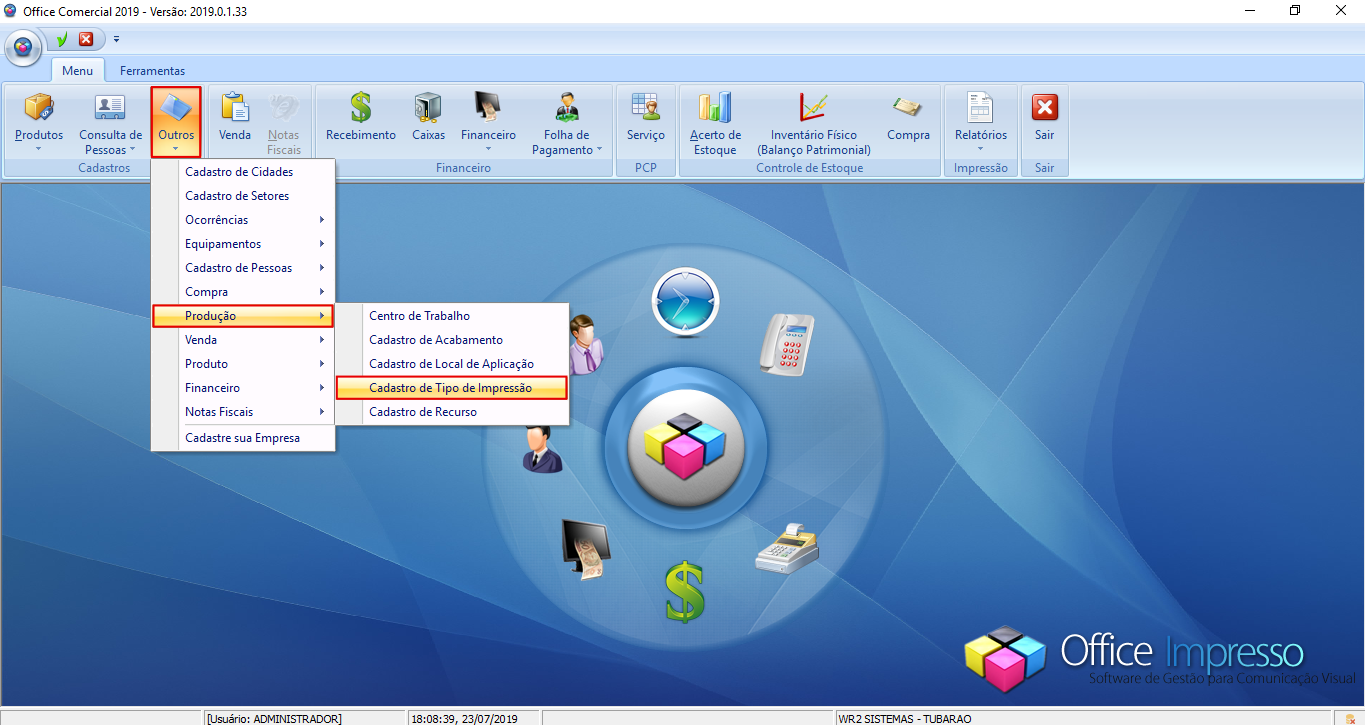 Office Comercial 2019 - Versão: 2019.0.1.33
Menu
Ferramentas
Produtos
Consulta de
Pessoas
Outros
Cadastros
Venda
Notas
Fiscais
Recebimento
Caixas
Financeiro
Folha de
Pagamento
Financeiro
Serviço
PCP
Acerto de
Estoque
Inventário Físico
(Balanço Patrimonial)
Compra
Controle de Estoque
Relatórios
Impressão
Sair
Sair
Cadastro de Cidades
Cadastro de Setores
Ocorrências
Equipamentos
Cadastro de Pessoas
Compra
Produção
Venda
Produto
Financeiro
Notas Fiscais
Cadastre sua Empresa
Centro de Trabalho
Cadastro de Acabamento
Cadastro de Local de Aplicação
Cadastro de Tipo de Impressão
Cadastro de Recurso
Office Impresso
Software de Gestão para Comunicação Visual
[Usuário: ADMINISTRADOR]
18:08:39, 23/07/2019
WR2 SISTEMAS - TUBARAO